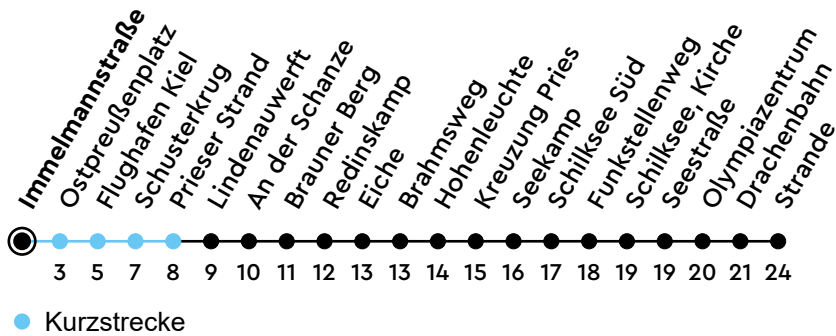 Immelmannstraße
Ostpreußenplatz
Flughafen Kiel
Schusterkrug
Prieser Strand
Lindenauwerft
An der Schanze
Brauner Berg
Redinskamp
Eiche
Brahmsweg
Hohenleuchte
Kreuzung Pries
Seekamp
Schilksee Süd
Funkstellenweg
Schilksee, Kirche
Seestraße
Olympiazentrum
Drachenbahn
Strande
3 5 7 8 9 10 11 12 13 13 14 15 16 17 18 19 19 20 21 24
Kurzstrecke